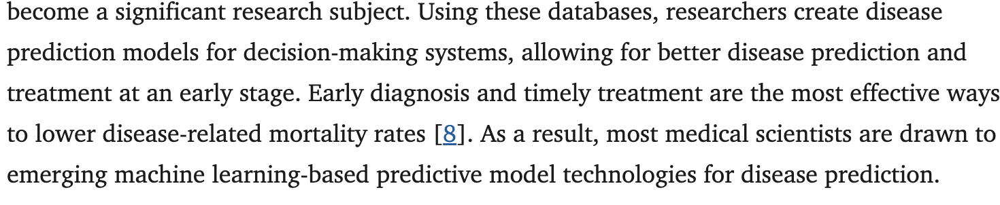 become a significant research subject. Using these databases, researchers create disease
prediction models for decision-making systems, allowing for better disease prediction and
treatment at an early stage. Early diagnosis and timely treatment are the most effective ways
to lower disease-related mortality rates [8]. As a result, most medical scientists are drawn to
emerging machine learning-based predictive model technologies for disease prediction.